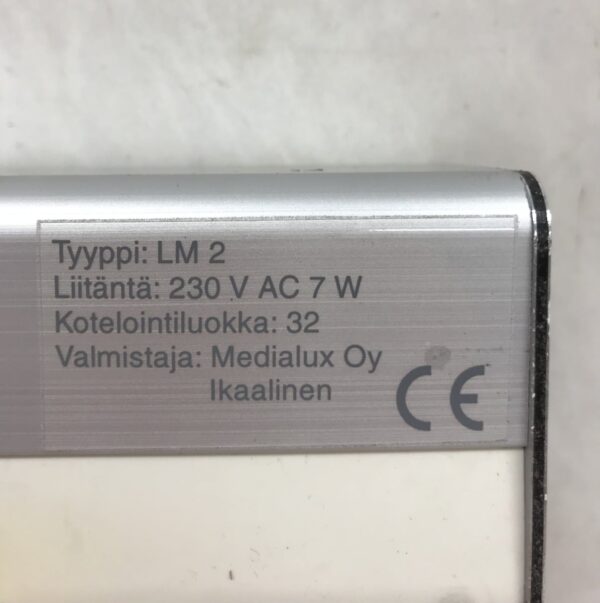 Tyyppi: LM 2
Liitäntä: 230 V AC 7 W
Kotelointiluokka: 32
Valmistaja: Medialux Oy
Ikaalinen
CE